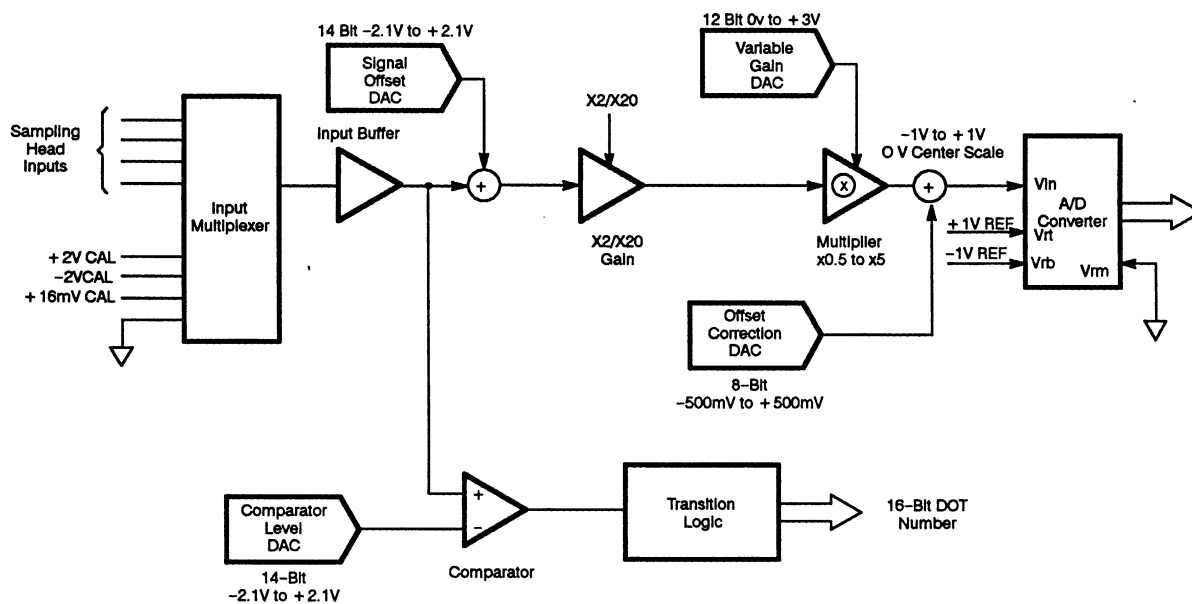 14 Bit -2.1V to +2.1V
Signal
Offset
DAC
12 Bit 0v to +3V
Variable
Gain
DAC
X2/X20
Sampling
Head
Inputs
Input Buffer
-1V to +1V
O V Center Scale
+
+
X
Input
Multiplexer
Vin
A/D
Converter
+1V REF
Vrt
-1V REF
Vrb
Vrm
X2/X20
Gain
Multiplier
x0.5 to x5
+2V CAL
-2VCAL
+16mV CAL
Offset
Correction
DAC
8-Bit
-500mV to +500mV
Comparator
Level
DAC
14-Bit
-2.1V to +2.1V
+
-
Comparator
Transition
Logic
16-Bit DOT
Number